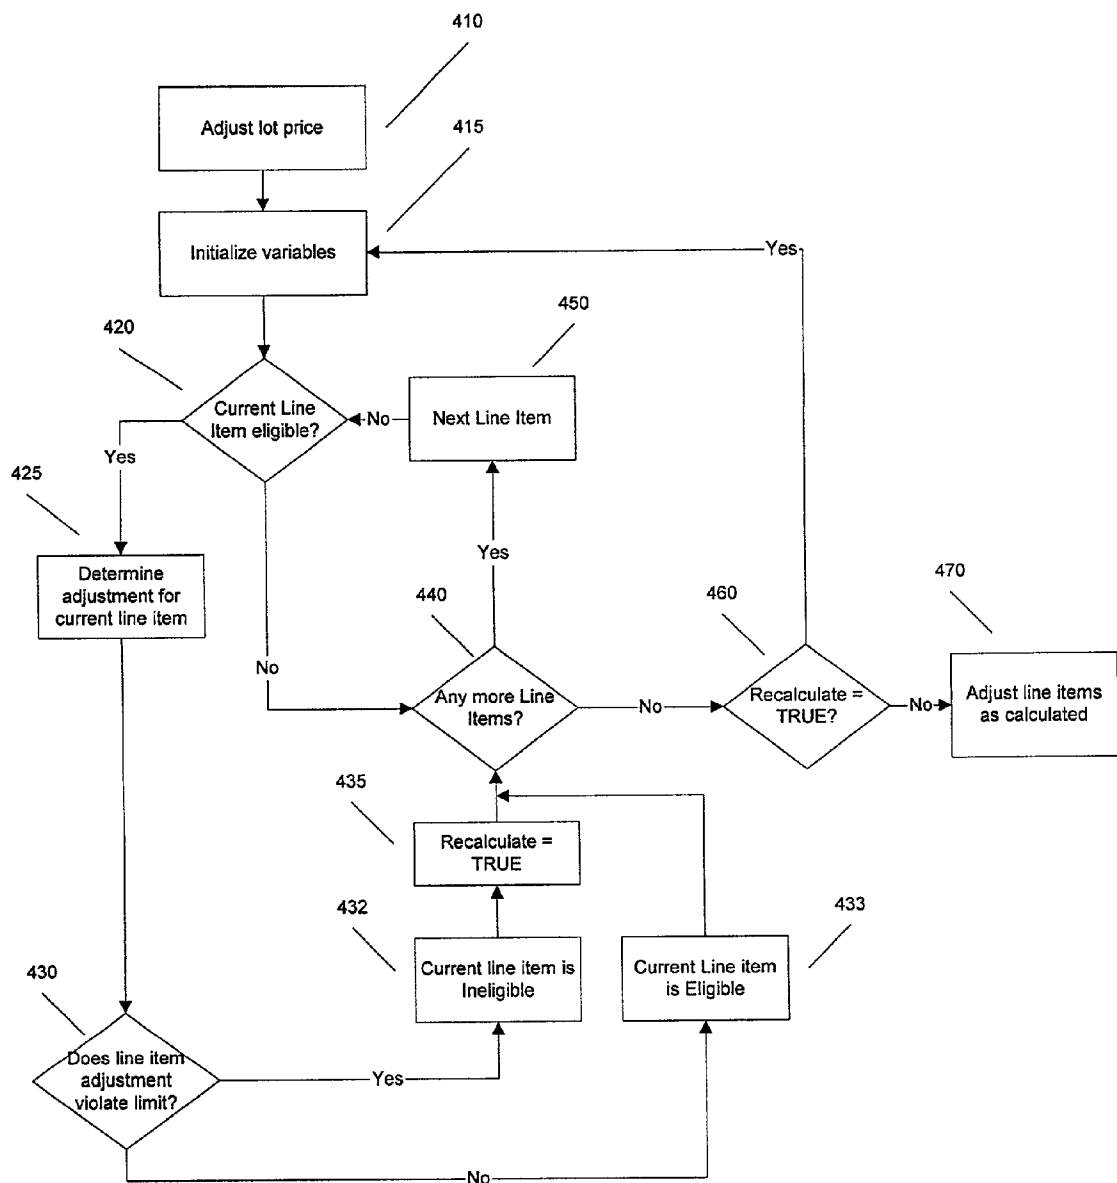 410
Adjust lot price
415
Initialize variables
Yes
450
420
Current Line
Item eligible?
No
Next Line Item
Yes
425
Yes
Determine
adjustment for
current line item
440
460
470
No
Any more Line
Items?
No
Recalculate =
TRUE?
No
Adjust line items
as calculated
435
Recalculate =
TRUE
432
433
Current line item is
Ineligible
Current Line item
is Eligible
430
Does line item
adjustment
violate limit?
Yes
No